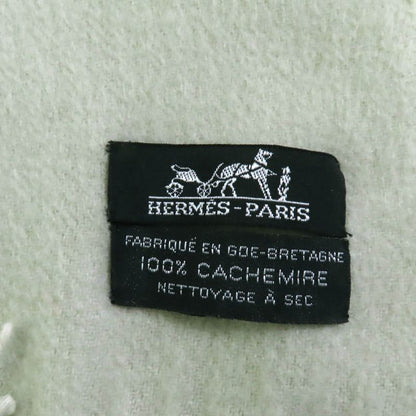 HERMÈS-PARIS
FABRIQUÉ EN GDE-BRETAGNE
100% CACHEMIRE
NETTOYAGE À SEC